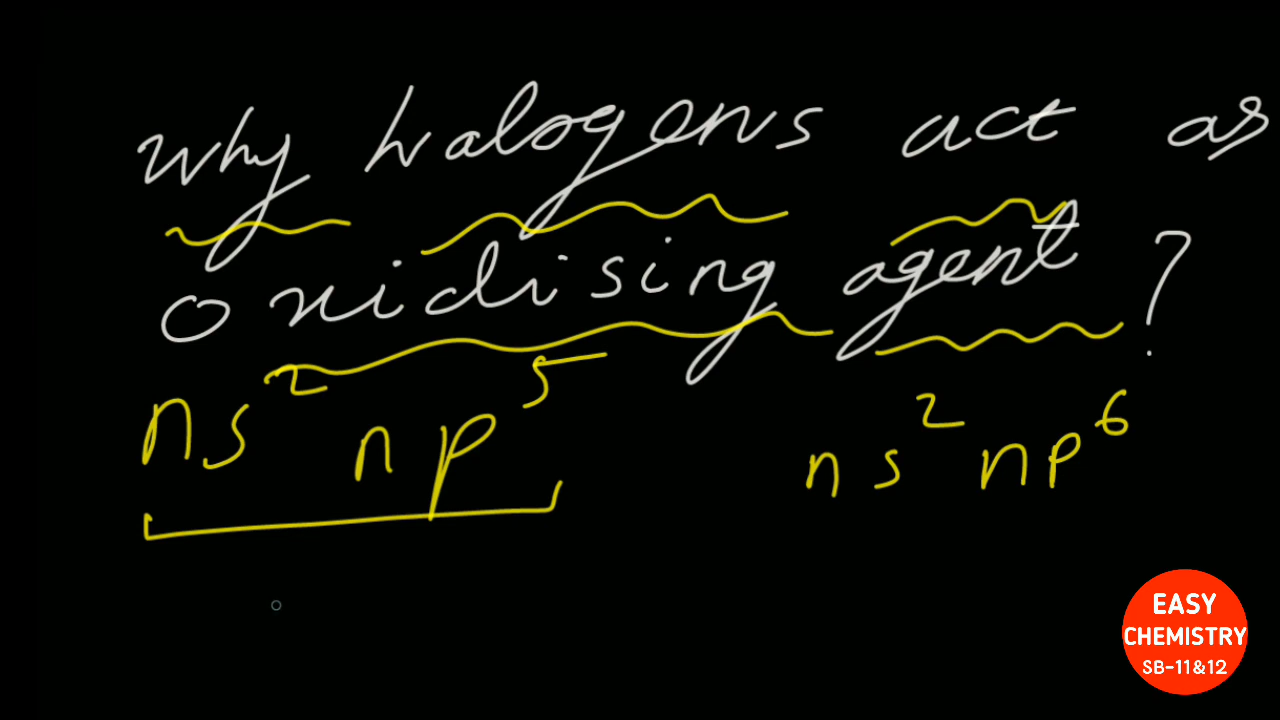 why halogens act as
oxidising agent ?
ns² np⁵
ns² np⁶
EASY
CHEMISTRY
SB-11&12